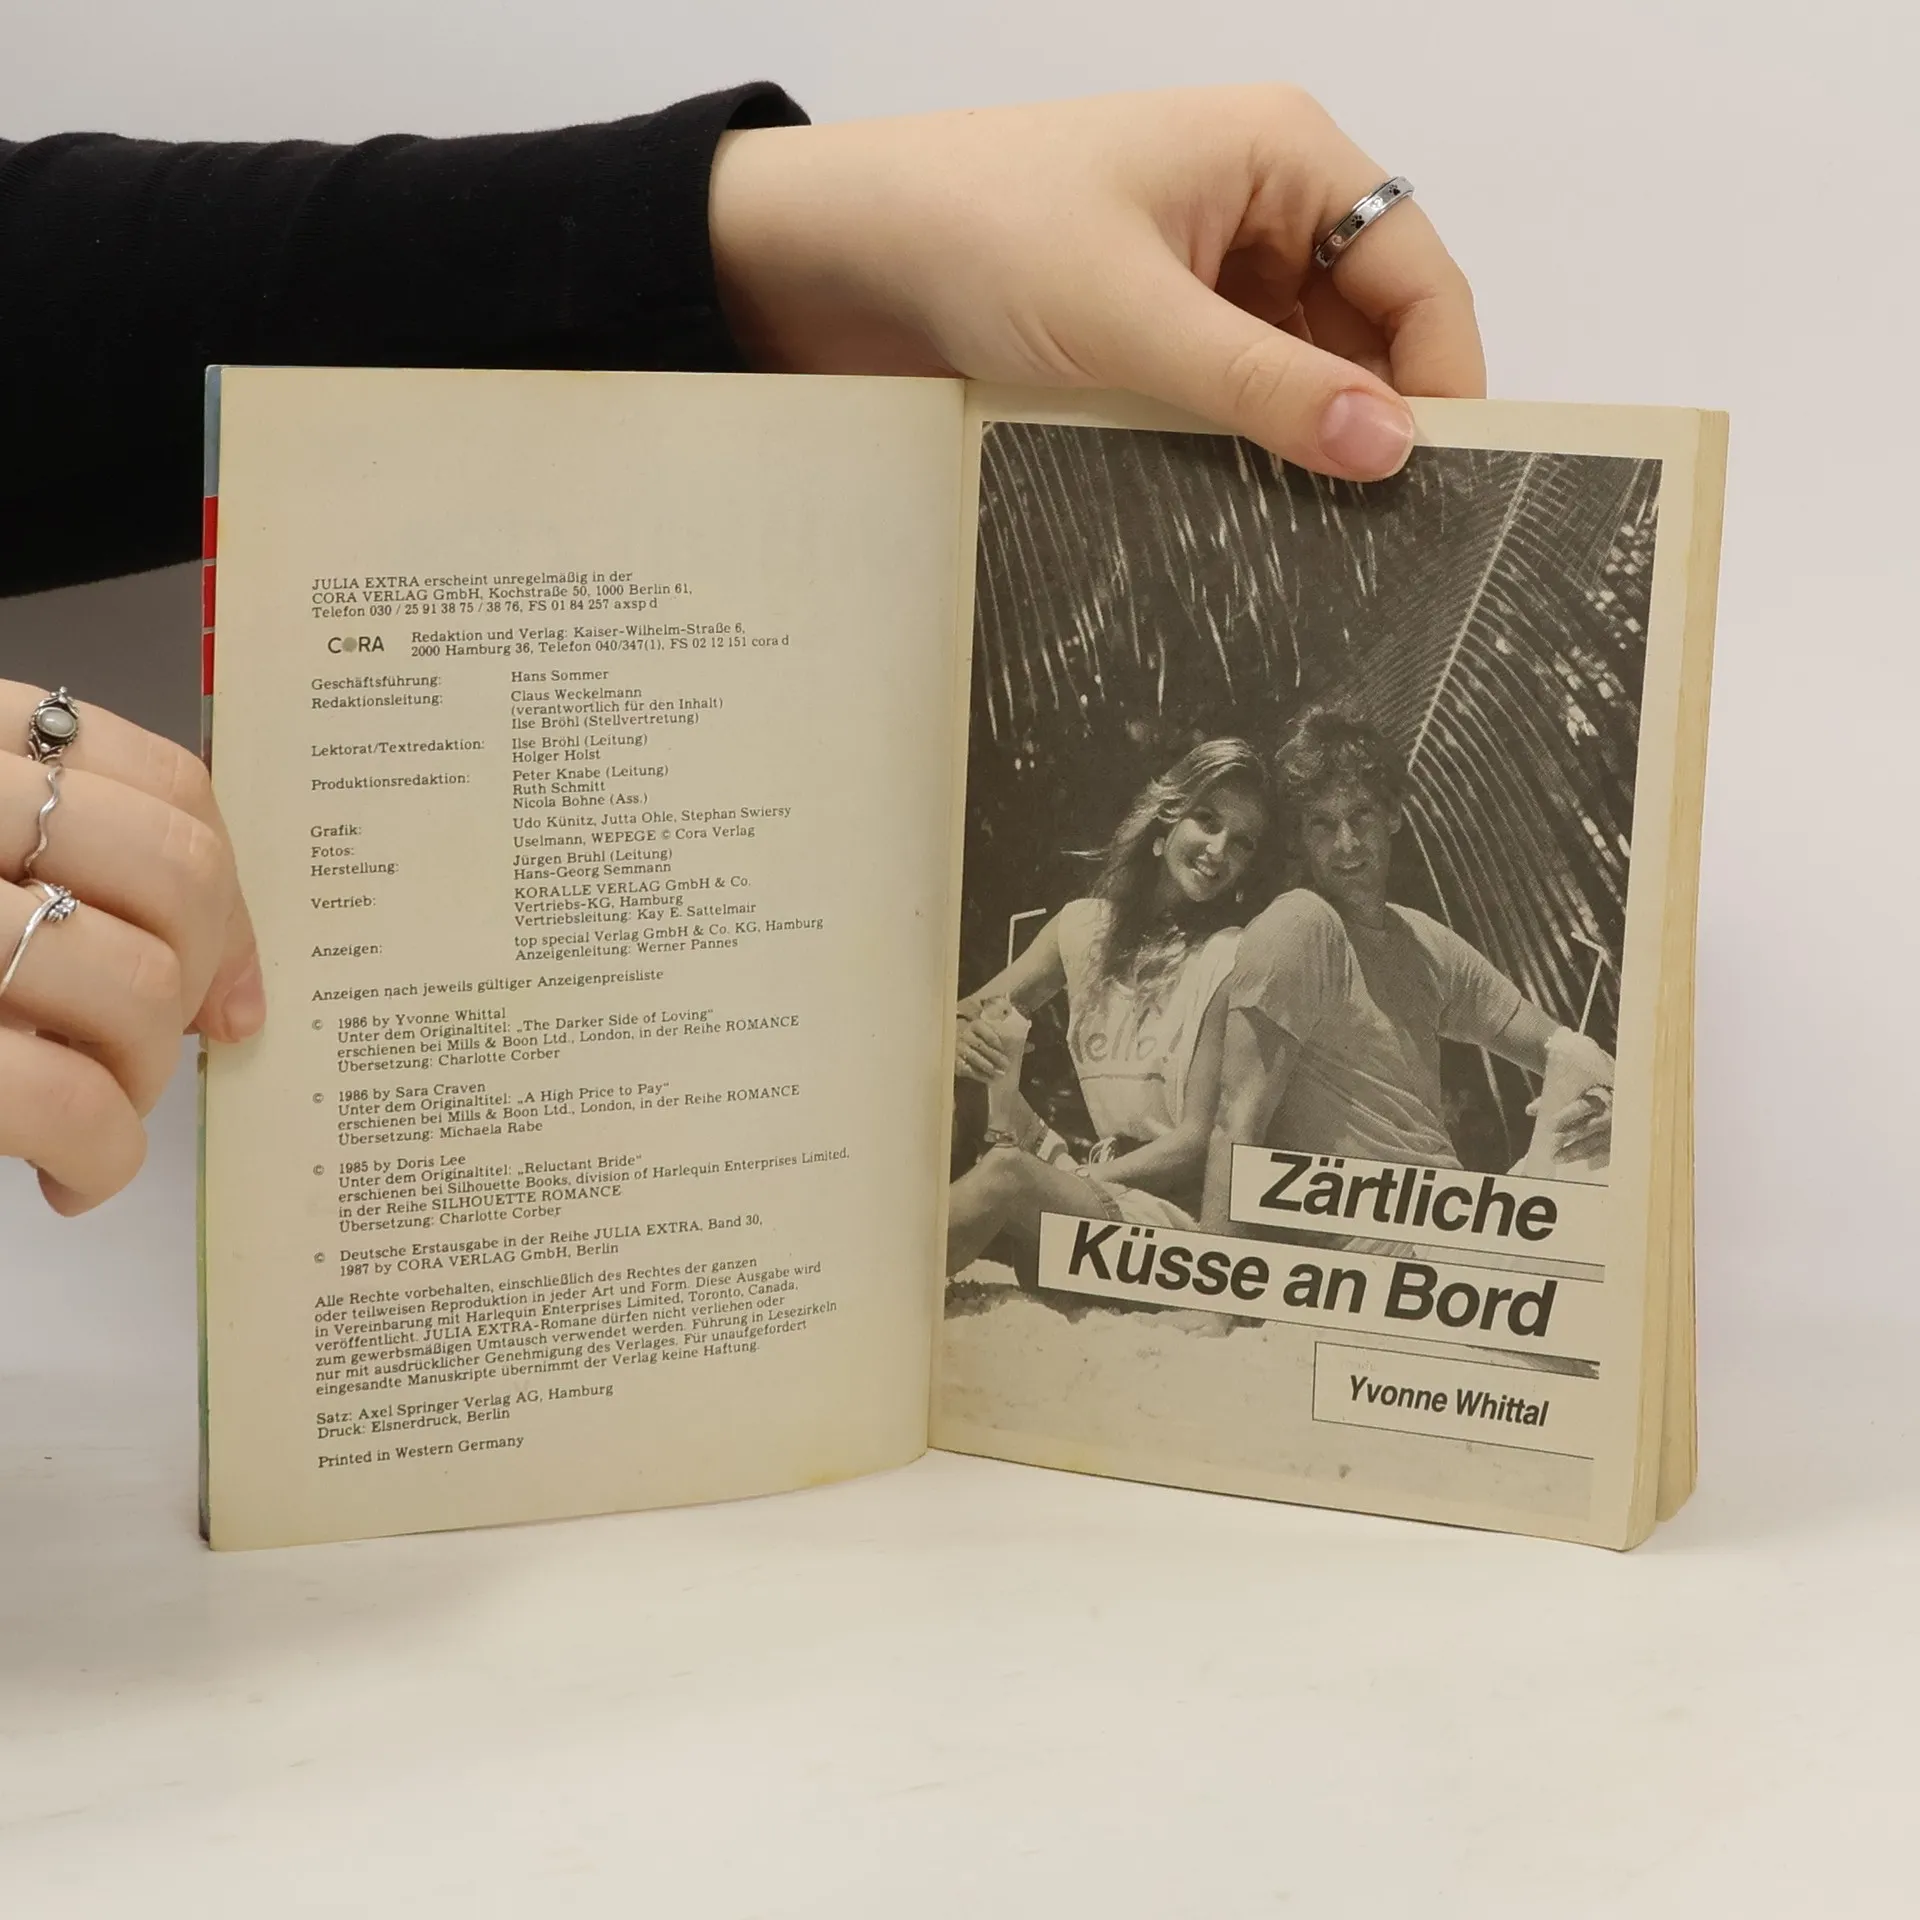 JULIA EXTRA erscheint unregelmäßig in der
CORA VERLAG GmbH, Kochstraße 50, 1000 Berlin 61,
Telefon 030 / 25 91 38 75 / 38 76, FS 01 84 257 axsp d
CORA
Redaktion und Verlag: Kaiser-Wilhelm-Straße 6,
2000 Hamburg 36, Telefon 040/347(1), FS 02 12 151 cora d
Geschäftsführung: Hans Sommer
Redaktionsleitung: Claus Weckelmann
(verantwortlich für den Inhalt)
Ilse Bröhl (Stellvertretung)
Lektorat/Textredaktion: Ilse Bröhl (Leitung)
Holger Holst
Produktionsredaktion: Peter Knabe (Leitung)
Ruth Schmitt
Nicola Bohne (Ass.)
Grafik: Udo Künitz, Jutta Ohle, Stephan Swiersy
Fotos: Uselmann, WEPEGE © Cora Verlag
Herstellung: Jürgen Brühl (Leitung)
Hans-Georg Semmann
Vertrieb: KORALLE VERLAG GmbH & Co.
Vertriebs-KG, Hamburg
Vertriebsleitung: Kay E. Sattelmair
Anzeigen: top special Verlag GmbH & Co. KG, Hamburg
Anzeigenleitung: Werner Pannes
Anzeigen nach jeweils gültiger Anzeigenpreisliste
© 1986 by Yvonne Whittal
Unter dem Originaltitel: „The Darker Side of Loving"
erschienen bei Mills & Boon Ltd., London, in der Reihe ROMANCE
Übersetzung: Charlotte Corber
© 1986 by Sara Craven
Unter dem Originaltitel: „A High Price to Pay"
erschienen bei Mills & Boon Ltd., London, in der Reihe ROMANCE
Übersetzung: Michaela Rabe
© 1985 by Doris Lee
Unter dem Originaltitel: „Reluctant Bride"
erschienen bei Silhouette Books, division of Harlequin Enterprises Limited,
in der Reihe SILHOUETTE ROMANCE
Übersetzung: Charlotte Corber
© Deutsche Erstausgabe in der Reihe JULIA EXTRA, Band 30,
1987 by CORA VERLAG GmbH, Berlin
Alle Rechte vorbehalten, einschließlich des Rechtes der ganzen
oder teilweisen Reproduktion in jeder Art und Form. Diese Ausgabe wird
in Vereinbarung mit Harlequin Enterprises Limited, Toronto, Canada,
veröffentlicht. JULIA EXTRA-Romane dürfen nicht verliehen oder
zum gewerbsmäßigen Umtausch verwendet werden. Führung in Lesezirkeln
nur mit ausdrücklicher Genehmigung des Verlages. Für unaufgefordert
eingesandte Manuskripte übernimmt der Verlag keine Haftung.
Satz: Axel Springer Verlag AG, Hamburg
Druck: Elsnerdruck, Berlin
Printed in Western Germany
ello!
Zärtliche
Küsse an Bord
Yvonne Whittal